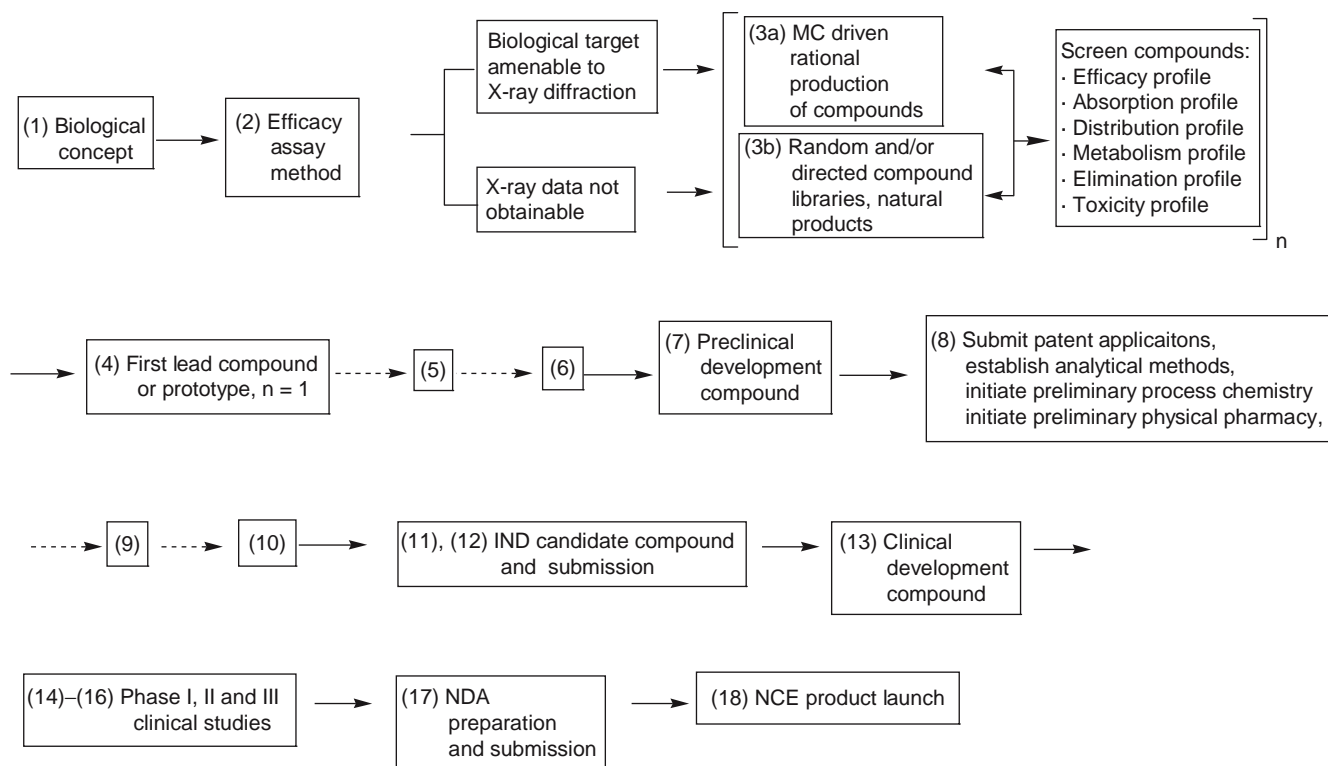 (1) Biological
concept
(2) Efficacy
assay
method
Biological target
amenable to
X-ray diffraction
X-ray data not
obtainable
(3a) MC driven
rational
production
of compounds
(3b) Random and/or
directed compound
libraries, natural
products
Screen compounds:
· Efficacy profile
· Absorption profile
· Distribution profile
· Metabolism profile
· Elimination profile
· Toxicity profile
n
(4) First lead compound
or prototype, n = 1
(5)
(6)
(7) Preclinical
development
compound
(8) Submit patent applicaitons,
establish analytical methods,
initiate preliminary process chemistry
initiate preliminary physical pharmacy,
(9)
(10)
(11), (12) IND candidate compound
and submission
(13) Clinical
development
compound
(14)–(16) Phase I, II and III
clinical studies
(17) NDA
preparation
and submission
(18) NCE product launch